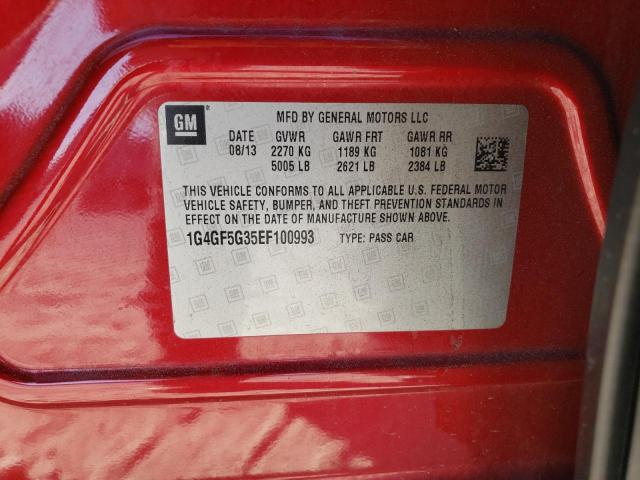 GM
MFD BY GENERAL MOTORS LLC
DATE GVWR GAWR FRT GAWR RR
08/13 2270 KG 1189 KG 1081 KG
5005 LB 2621 LB 2384 LB
THIS VEHICLE CONFORMS TO ALL APPLICABLE U.S. FEDERAL MOTOR
VEHICLE SAFETY, BUMPER, AND THEFT PREVENTION STANDARDS IN
EFFECT ON THE DATE OF MANUFACTURE SHOWN ABOVE.
1G4GF5G35EF100993 TYPE: PASS CAR